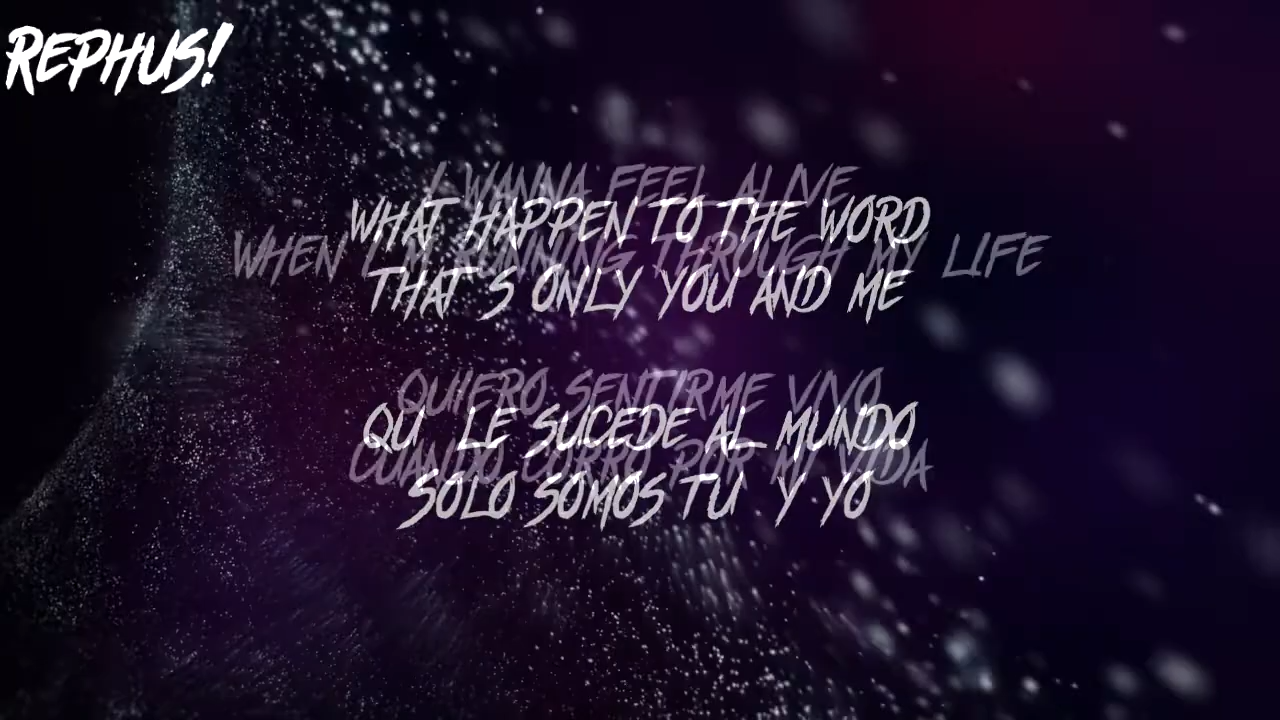 REPHUS!
I WANNA FEEL ALIVE
WHAT HAPPEN TO THE WORD
WHEN I M RUNNING THROUGH MY LIFE
THAT S ONLY YOU AND ME
QUIERO SENTIRME VIVO
QU LE SUCEDE AL MUNDO
CUANDO CORRO POR MI VIDA
SOLO SOMOS TU Y YO